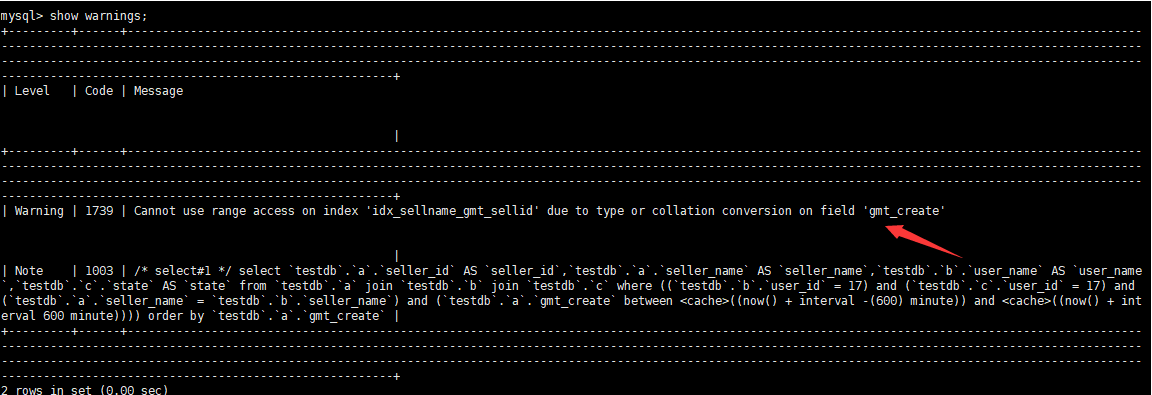 mysql> show warnings;
+---------+------+------------------------------------------------------------------------------------------------------------------------------------------------
-------------------------------------------------------------------------------------------------------------------------------------------------------------------
-------------------------------------------------------------------------------------------------------------------------------------------------------------------
--------------------------------------------------------+
| Level   | Code | Message
|
+---------+------+------------------------------------------------------------------------------------------------------------------------------------------------
-------------------------------------------------------------------------------------------------------------------------------------------------------------------
-------------------------------------------------------------------------------------------------------------------------------------------------------------------
--------------------------------------------------------+
| Warning | 1739 | Cannot use range access on index 'idx_sellname_gmt_sellid' due to type or collation conversion on field 'gmt_create'
|
| Note    | 1003 | /* select#1 */ select `testdb`.`a`.`seller_id` AS `seller_id`,`testdb`.`a`.`seller_name` AS `seller_name`,`testdb`.`b`.`user_name` AS `user_name
`,`testdb`.`c`.`state` AS `state` from `testdb`.`a` join `testdb`.`b` join `testdb`.`c` where ((`testdb`.`b`.`user_id` = 17) and (`testdb`.`c`.`user_id` = 17) and
(`testdb`.`a`.`seller_name` = `testdb`.`b`.`seller_name`) and (`testdb`.`a`.`gmt_create` between <cache>((now() + interval -(600) minute)) and <cache>((now() + int
erval 600 minute)))) order by `testdb`.`a`.`gmt_create` |
+---------+------+------------------------------------------------------------------------------------------------------------------------------------------------
-------------------------------------------------------------------------------------------------------------------------------------------------------------------
-------------------------------------------------------------------------------------------------------------------------------------------------------------------
--------------------------------------------------------+
2 rows in set (0.00 sec)